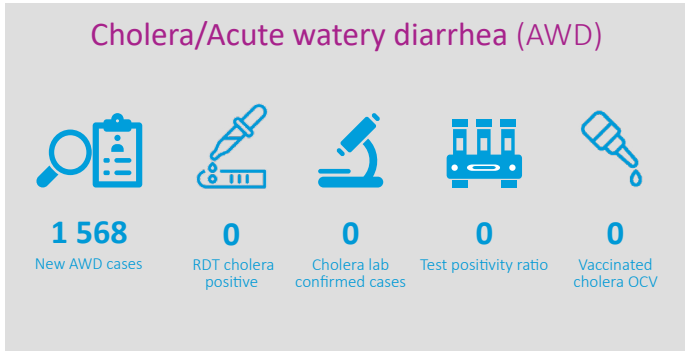 Cholera/Acute watery diarrhea (AWD)
1 568
New AWD cases
0
RDT cholera
positive
0
Cholera lab
confirmed cases
0
Test positivity ratio
0
Vaccinated
cholera OCV